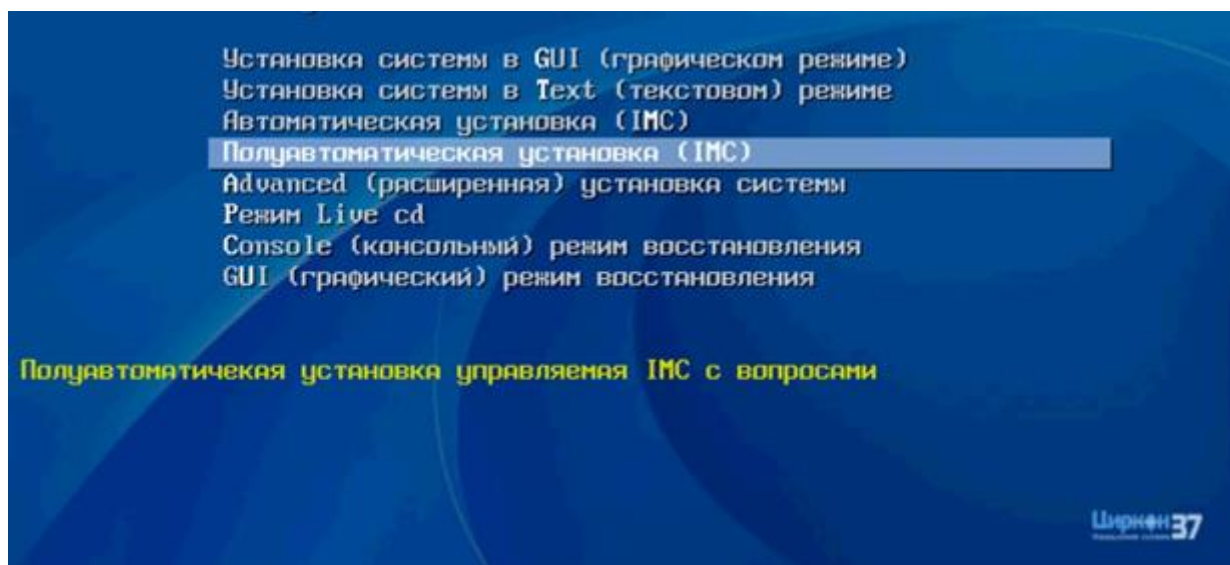 Установка системы в GUI (графическом режиме)
Установка системы в Text (текстовом) режиме
Автоматическая установка (IMC)
Полуавтоматическая установка (IMC)
Advanced (расширенная) установка системы
Режим Live cd
Console (консольный) режим восстановления
GUI (графический) режим восстановления
Полуавтоматичекая установка управляемая IMC с вопросами
Циркон 37